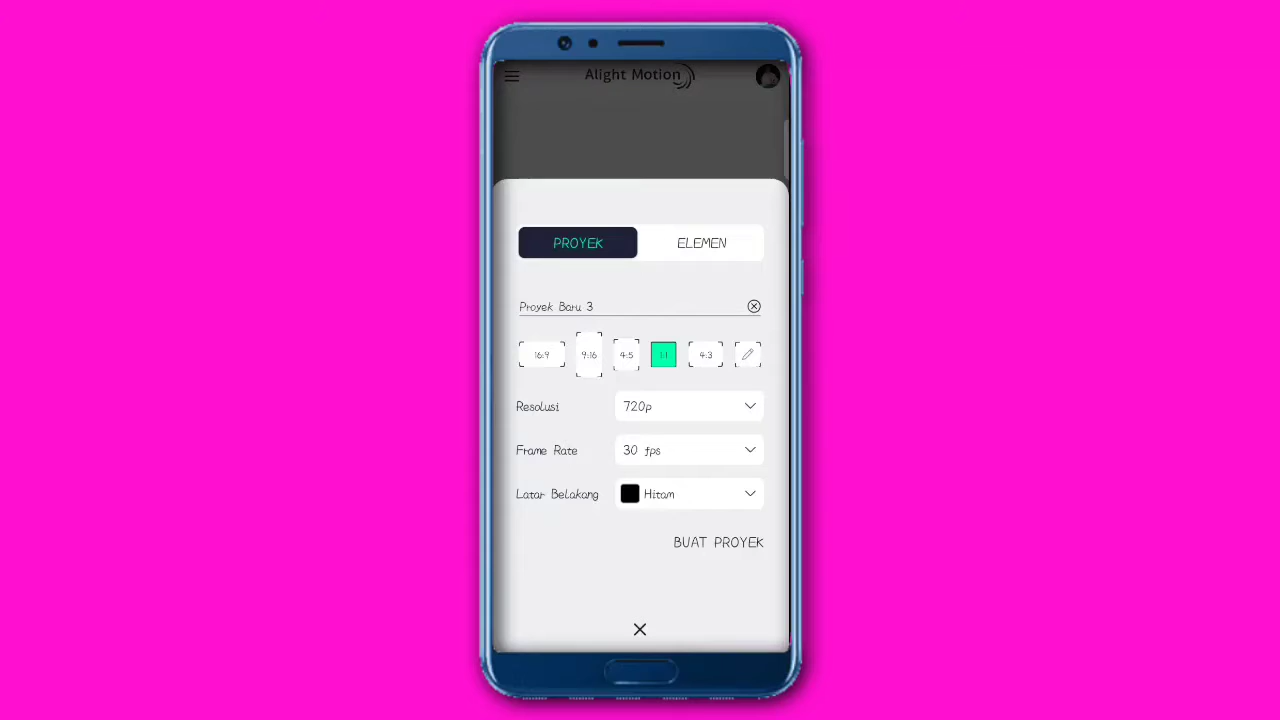 Alight Motion
PROYEK ELEMEN
Proyek Baru 3
16:9 9:16 4:5 1:1 4:3
Resolusi 720p
Frame Rate 30 fps
Latar Belakang Hitam
BUAT PROYEK